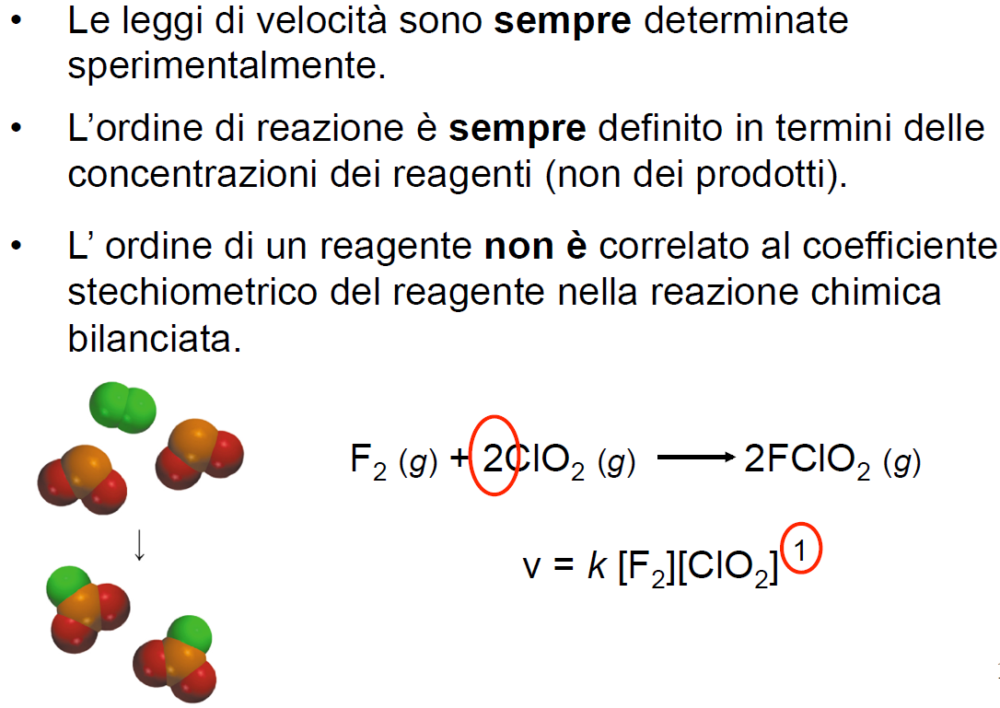 • Le leggi di velocità sono sempre determinate
sperimentalmente.
• L’ordine di reazione è sempre definito in termini delle
concentrazioni dei reagenti (non dei prodotti).
• L’ ordine di un reagente non è correlato al coefficiente
stechiometrico del reagente nella reazione chimica
bilanciata.
F₂ (g) + 2ClO₂ (g) ⟶ 2FClO₂ (g)
v = k [F₂][ClO₂]¹